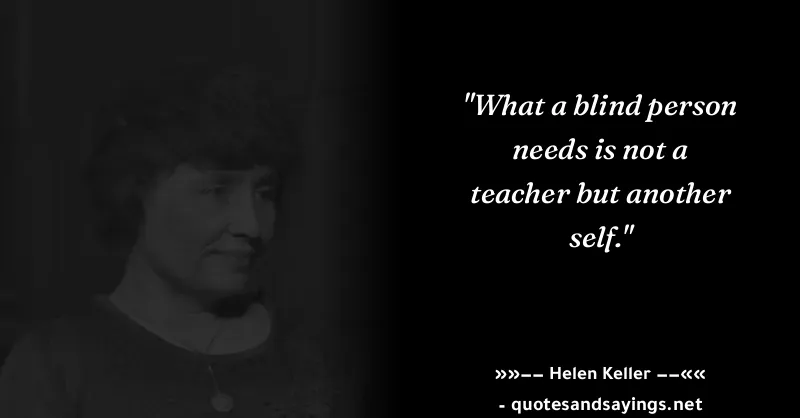 "What a blind person
needs is not a
teacher but another
self."
»»−− Helen Keller −−««
- quotesandsayings.net